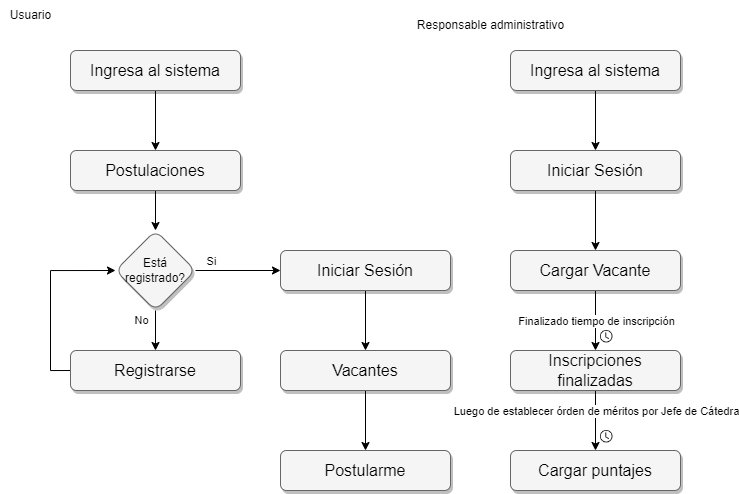 Usuario
Ingresa al sistema
Postulaciones
Está
registrado?
Si
No
Registrarse
Iniciar Sesión
Vacantes
Postularme
Responsable administrativo
Ingresa al sistema
Iniciar Sesión
Cargar Vacante
Finalizado tiempo de inscripción
Inscripciones
finalizadas
Luego de establecer órden de méritos por Jefe de Cátedra
Cargar puntajes